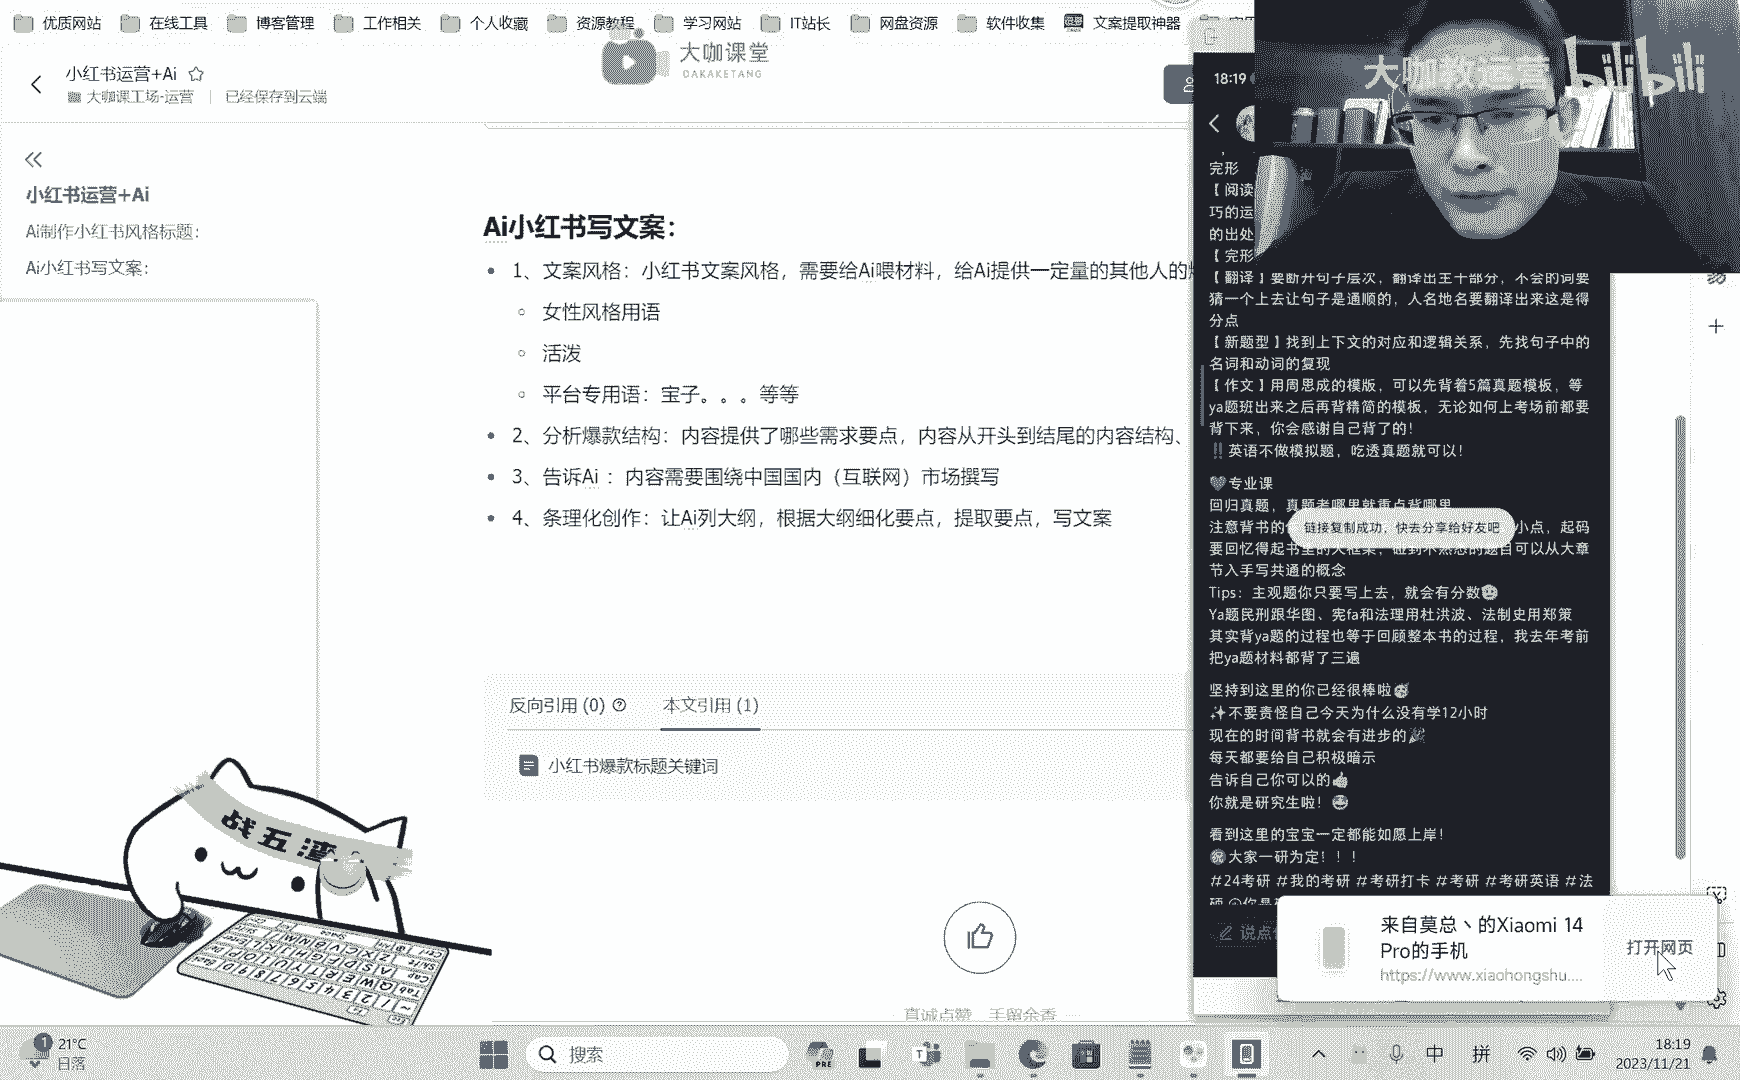 优质网站
在线工具
博客管理
工作相关
个人收藏
资源教程
学习网站
IT站长
网盘资源
软件收集
文案提取神器
小红书运营+Ai
大咖课工场-运营 | 已经保存到云端
大咖课堂
DAKAKETANG
大咖教运营
bilibili
小红书运营+Ai
Ai制作小红书风格标题：
Ai小红书写文案：
Ai小红书写文案：
1、文案风格：小红书文案风格，需要给Ai喂材料，给Ai提供一定量的其他人的
女性风格用语
活泼
平台专用语：宝子。。。等等
2、分析爆款结构：内容提供了哪些需求要点，内容从开头到结尾的内容结构、
3、告诉Ai ：内容需要围绕中国国内（互联网）市场撰写
4、条理化创作：让Ai列大纲，根据大纲细化要点，提取要点，写文案
反向引用 (0)
本文引用 (1)
小红书爆款标题关键词
真诚点赞，手留余香
战五渣
18:19
完形
【阅读
巧的运
的出处
【完形
【翻译】要断开句子层次，翻译出主干部分，不会的词要
猜一个上去让句子是通顺的，人名地名要翻译出来这是得
分点
【新题型】找到上下文的对应和逻辑关系，先找句子中的
名词和动词的复现
【作文】用周思成的模版，可以先背着5篇真题模板，等
ya题班出来之后再背精简的模板，无论如何上考场前都要
背下来，你会感谢自己背了的！
‼️英语不做模拟题，吃透真题就可以！
专业课
回归真题，真题考哪里就重点背哪里
注意背书的
小点，起码
链接复制成功，快去分享给好友吧
要回忆得起书里的大框架，碰到不熟悉的题目可以从大章
节入手写共通的概念
Tips：主观题你只要写上去，就会有分数
Ya题民刑跟华图、宪fa和法理用杜洪波、法制史用郑策
其实背ya题的过程也等于回顾整本书的过程，我去年考前
把ya题材料都背了三遍
坚持到这里的你已经很棒啦
✨不要责怪自己今天为什么没有学12小时
现在的时间背书就会有进步的🎉
每天都要给自己积极暗示
告诉自己你可以的👍
你就是研究生啦！
看到这里的宝宝一定都能如愿上岸！
㊗大家一研为定！！！
#24考研 #我的考研 #考研打卡 #考研 #考研英语 #法
说点
来自莫总丶的Xiaomi 14
Pro的手机
https://www.xiaohongshu....
打开网页
1
21°C
日落
搜索
PRE
中
拼
18:19
2023/11/21